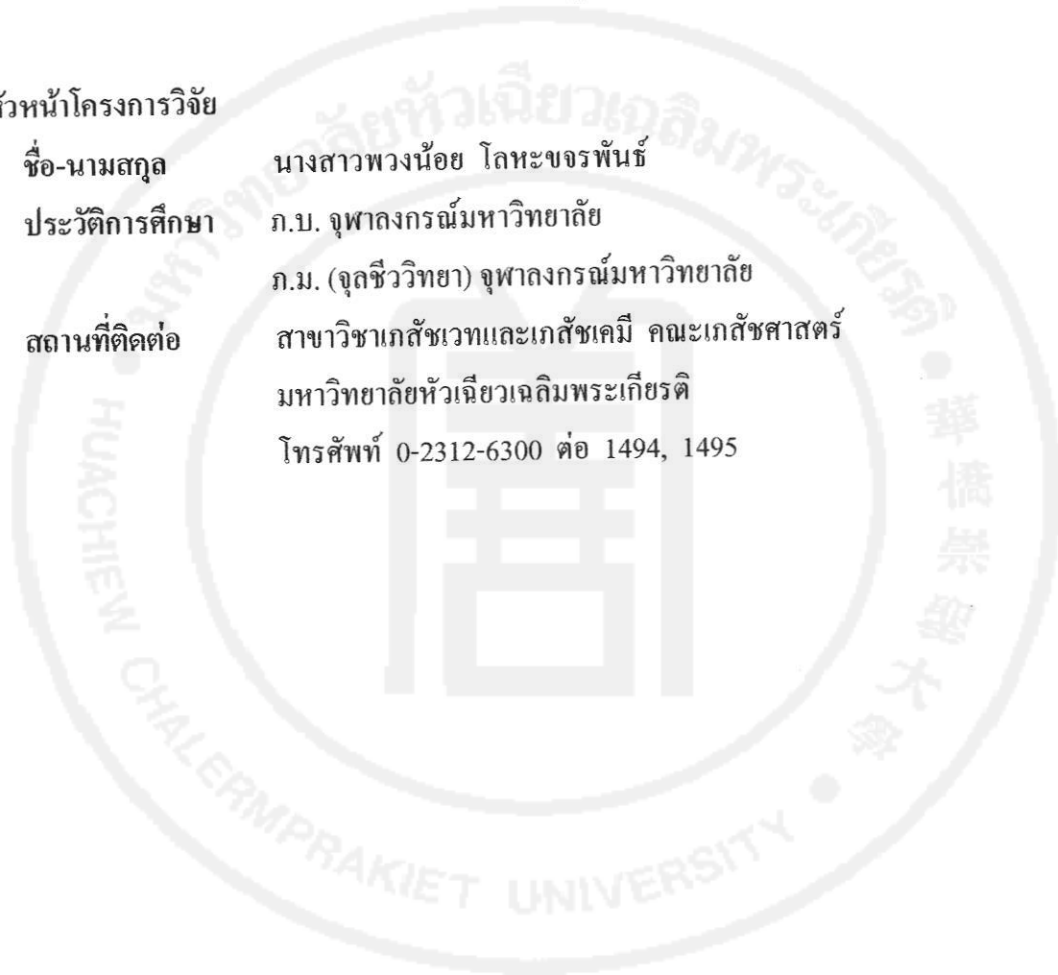 หัวหน้าโครงการวิจัย
ชื่อ-นามสกุล นางสาวพวงน้อย โลหะขจรพันธ์
ประวัติการศึกษา ภ.บ. จุฬาลงกรณ์มหาวิทยาลัย
ภ.ม. (จุลชีววิทยา) จุฬาลงกรณ์มหาวิทยาลัย
สถานที่ติดต่อ สาขาวิชาเภสัชเวทและเภสัชเคมี คณะเภสัชศาสตร์
มหาวิทยาลัยหัวเฉียวเฉลิมพระเกียรติ
โทรศัพท์ 0-2312-6300 ต่อ 1494, 1495
มหาวิทยาลัยหัวเฉียวเฉลิมพระเกียรติ
華僑崇聖大學
HUACHIEW CHALERMPRAKIET UNIVERSITY